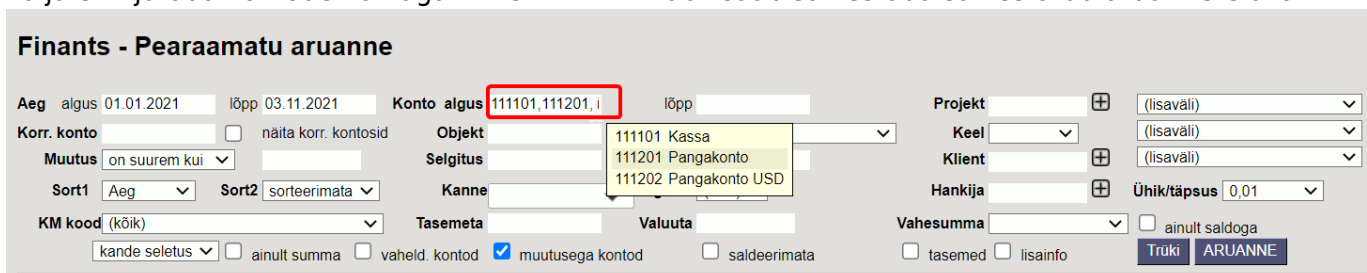 Finants - Pearaamatu aruanne
Aeg algus 01.01.2021 lõpp 03.11.2021 Konto algus 111101,111201, lõpp Projekt (lisaväli)
Korr. konto näita korr. kontosid Objekt Keel (lisaväli)
111101 Kassa
Muutus on suurem kui Selgitus Klient (lisaväli)
111201 Pangakonto
111202 Pangakonto USD
Sort1 Aeg Sort2 sorteerimata Kanne Hankija Ühik/täpsus 0,01
KM kood (kõik) Tasemeta Valuuta Vahesumma ainult saldoga
kande seletus ainult summa vaheld. kontod muutusega kontod saldeerimata tasemed lisainfo Trüki ARUANNE